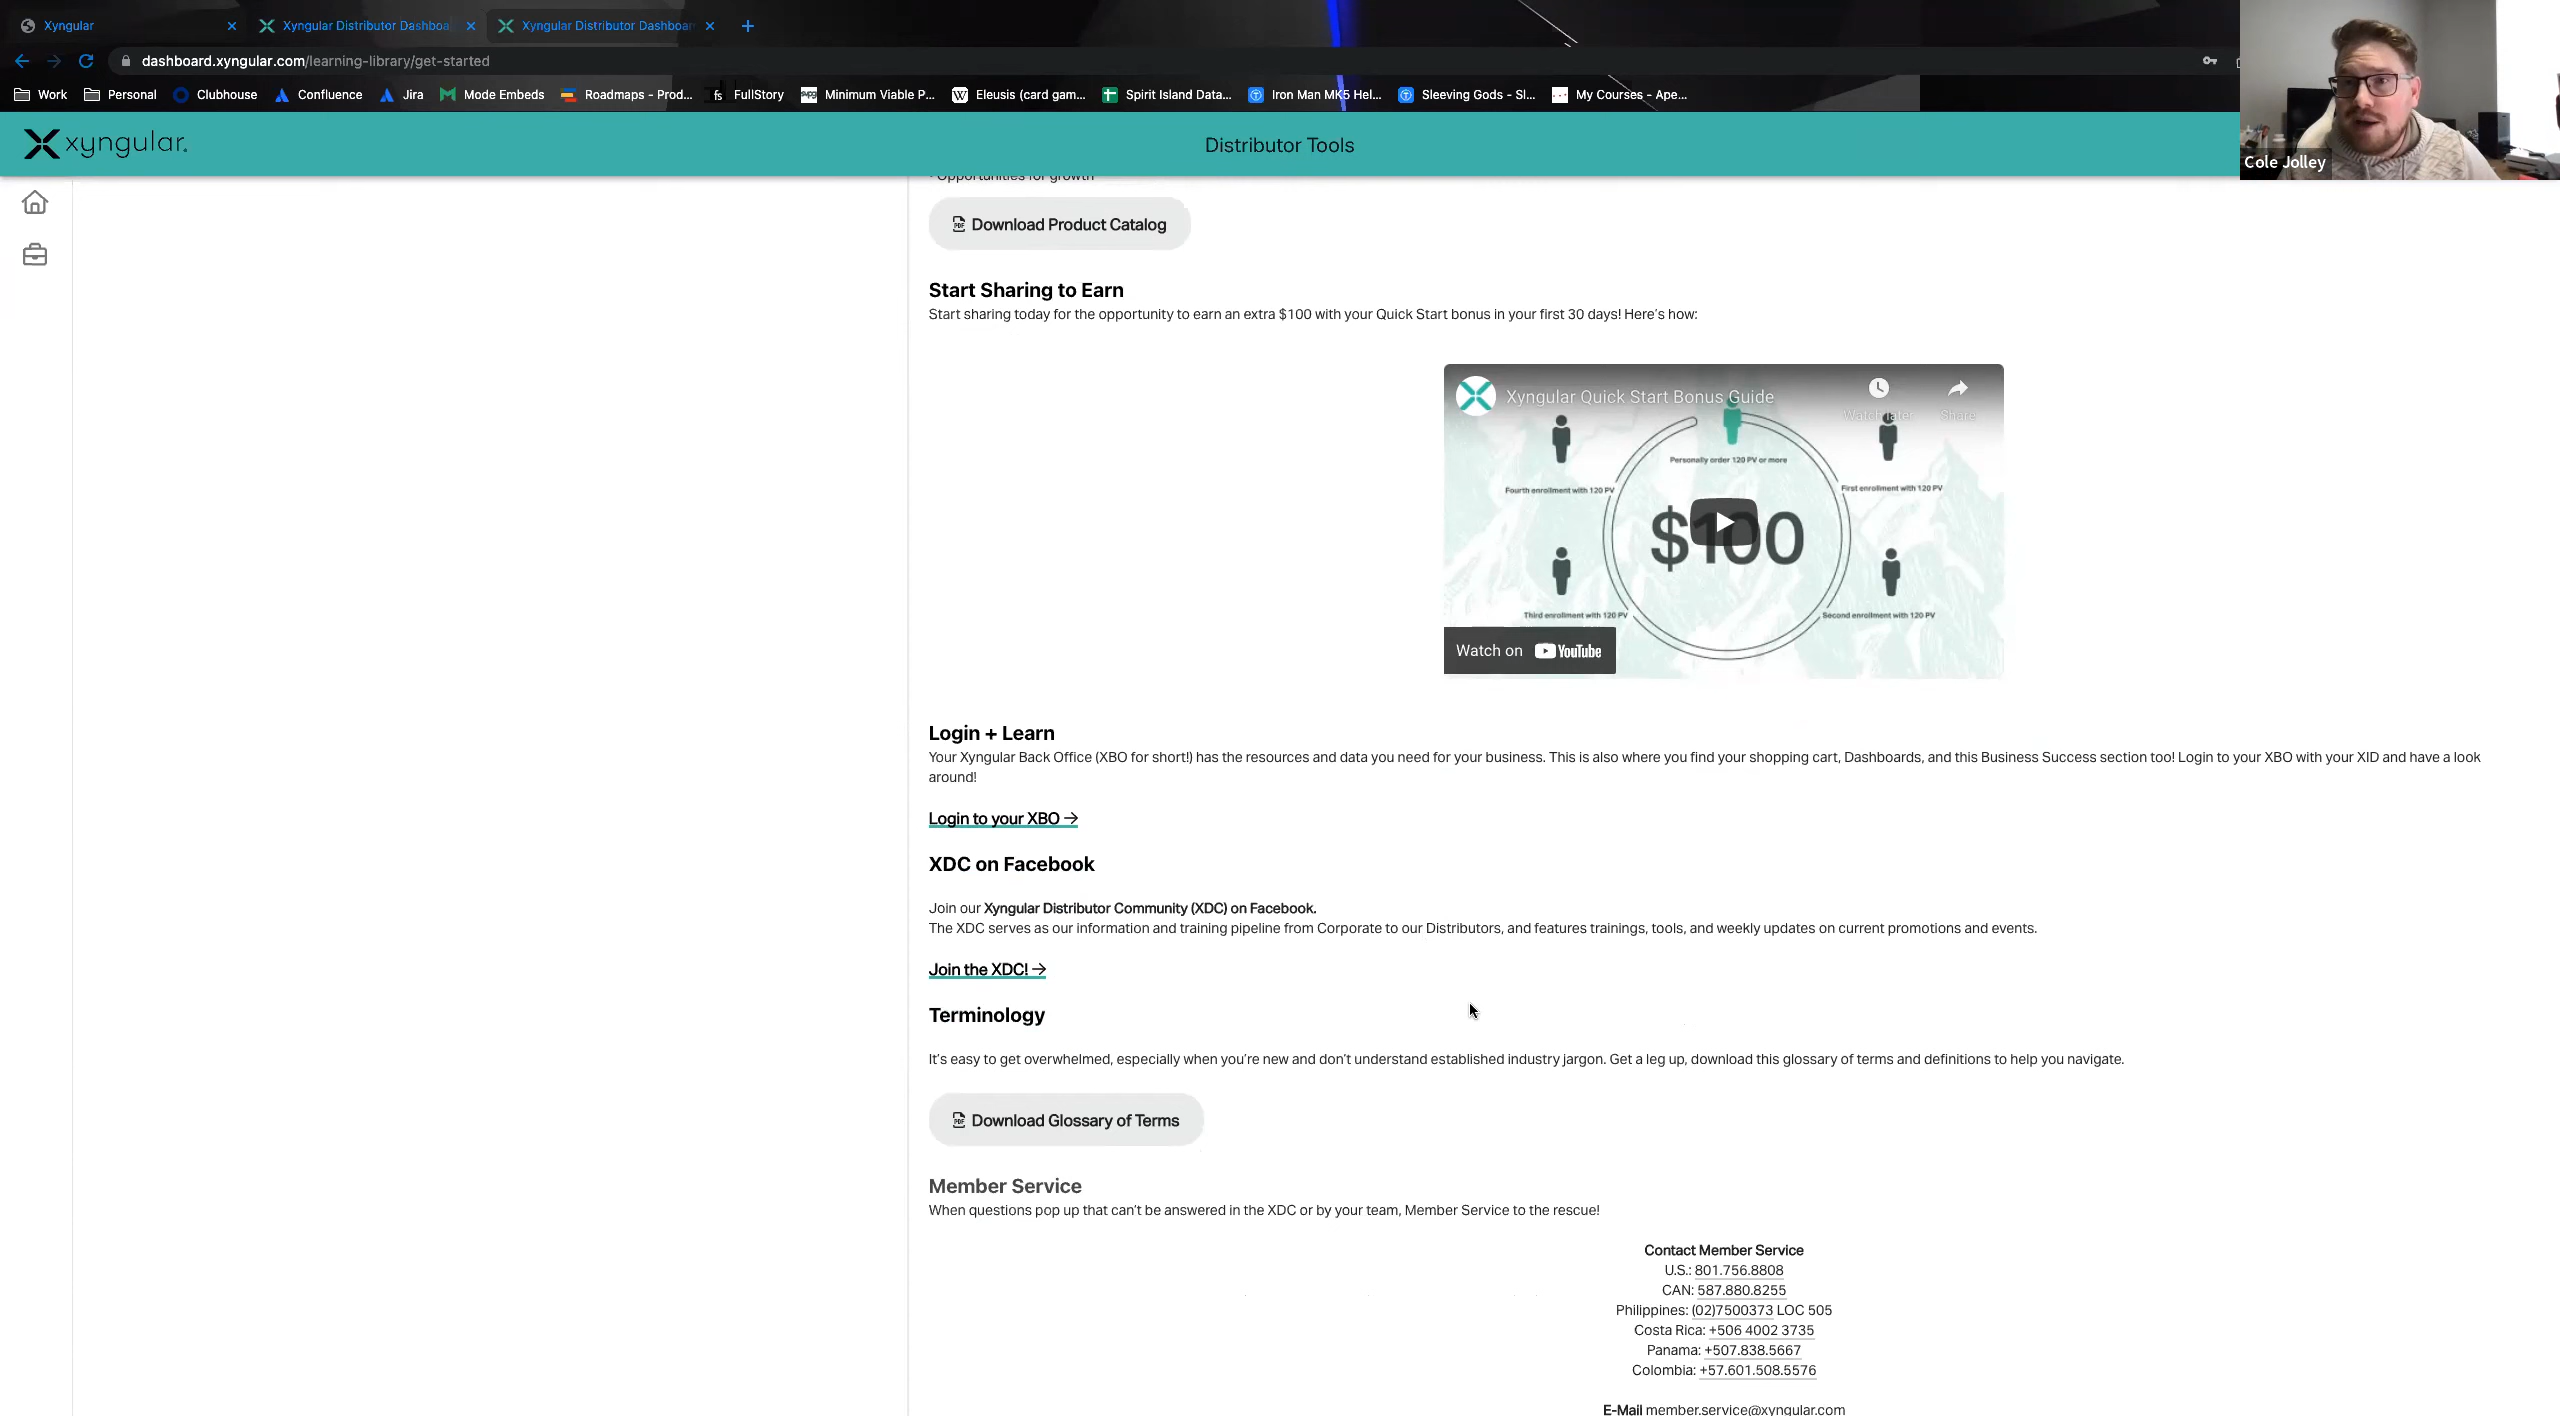 Xyngular
Xyngular Distributor Dashboa
Xyngular Distributor Dashboar
dashboard.xyngular.com/learning-library/get-started
Work
Personal
Clubhouse
Confluence
Jira
Mode Embeds
Roadmaps - Prod...
fs FullStory
svpg Minimum Viable P...
W Eleusis (card gam...
Spirit Island Data...
Iron Man MK5 Hel...
Sleeving Gods - Sl...
My Courses - Ape...
Cole Jolley
xyngular.
Distributor Tools
- Opportunities for growth
PDF Download Product Catalog
Start Sharing to Earn
Start sharing today for the opportunity to earn an extra $100 with your Quick Start bonus in your first 30 days! Here's how:
Xyngular Quick Start Bonus Guide
Watch later
Share
Personally order 120 PV or more
Fourth enrollment with 120 PV
First enrollment with 120 PV
$100
Third enrollment with 120 PV
Second enrollment with 120 PV
Watch on YouTube
Login + Learn
Your Xyngular Back Office (XBO for short!) has the resources and data you need for your business. This is also where you find your shopping cart, Dashboards, and this Business Success section too! Login to your XBO with your XID and have a look
around!
Login to your XBO →
XDC on Facebook
Join our Xyngular Distributor Community (XDC) on Facebook.
The XDC serves as our information and training pipeline from Corporate to our Distributors, and features trainings, tools, and weekly updates on current promotions and events.
Join the XDC! →
Terminology
It's easy to get overwhelmed, especially when you're new and don't understand established industry jargon. Get a leg up, download this glossary of terms and definitions to help you navigate.
PDF Download Glossary of Terms
Member Service
When questions pop up that can't be answered in the XDC or by your team, Member Service to the rescue!
Contact Member Service
U.S.: 801.756.8808
CAN: 587.880.8255
Philippines: (02)7500373 LOC 505
Costa Rica: +506 4002 3735
Panama: +507.838.5667
Colombia: +57.601.508.5576
E-Mail member.service@xyngular.com